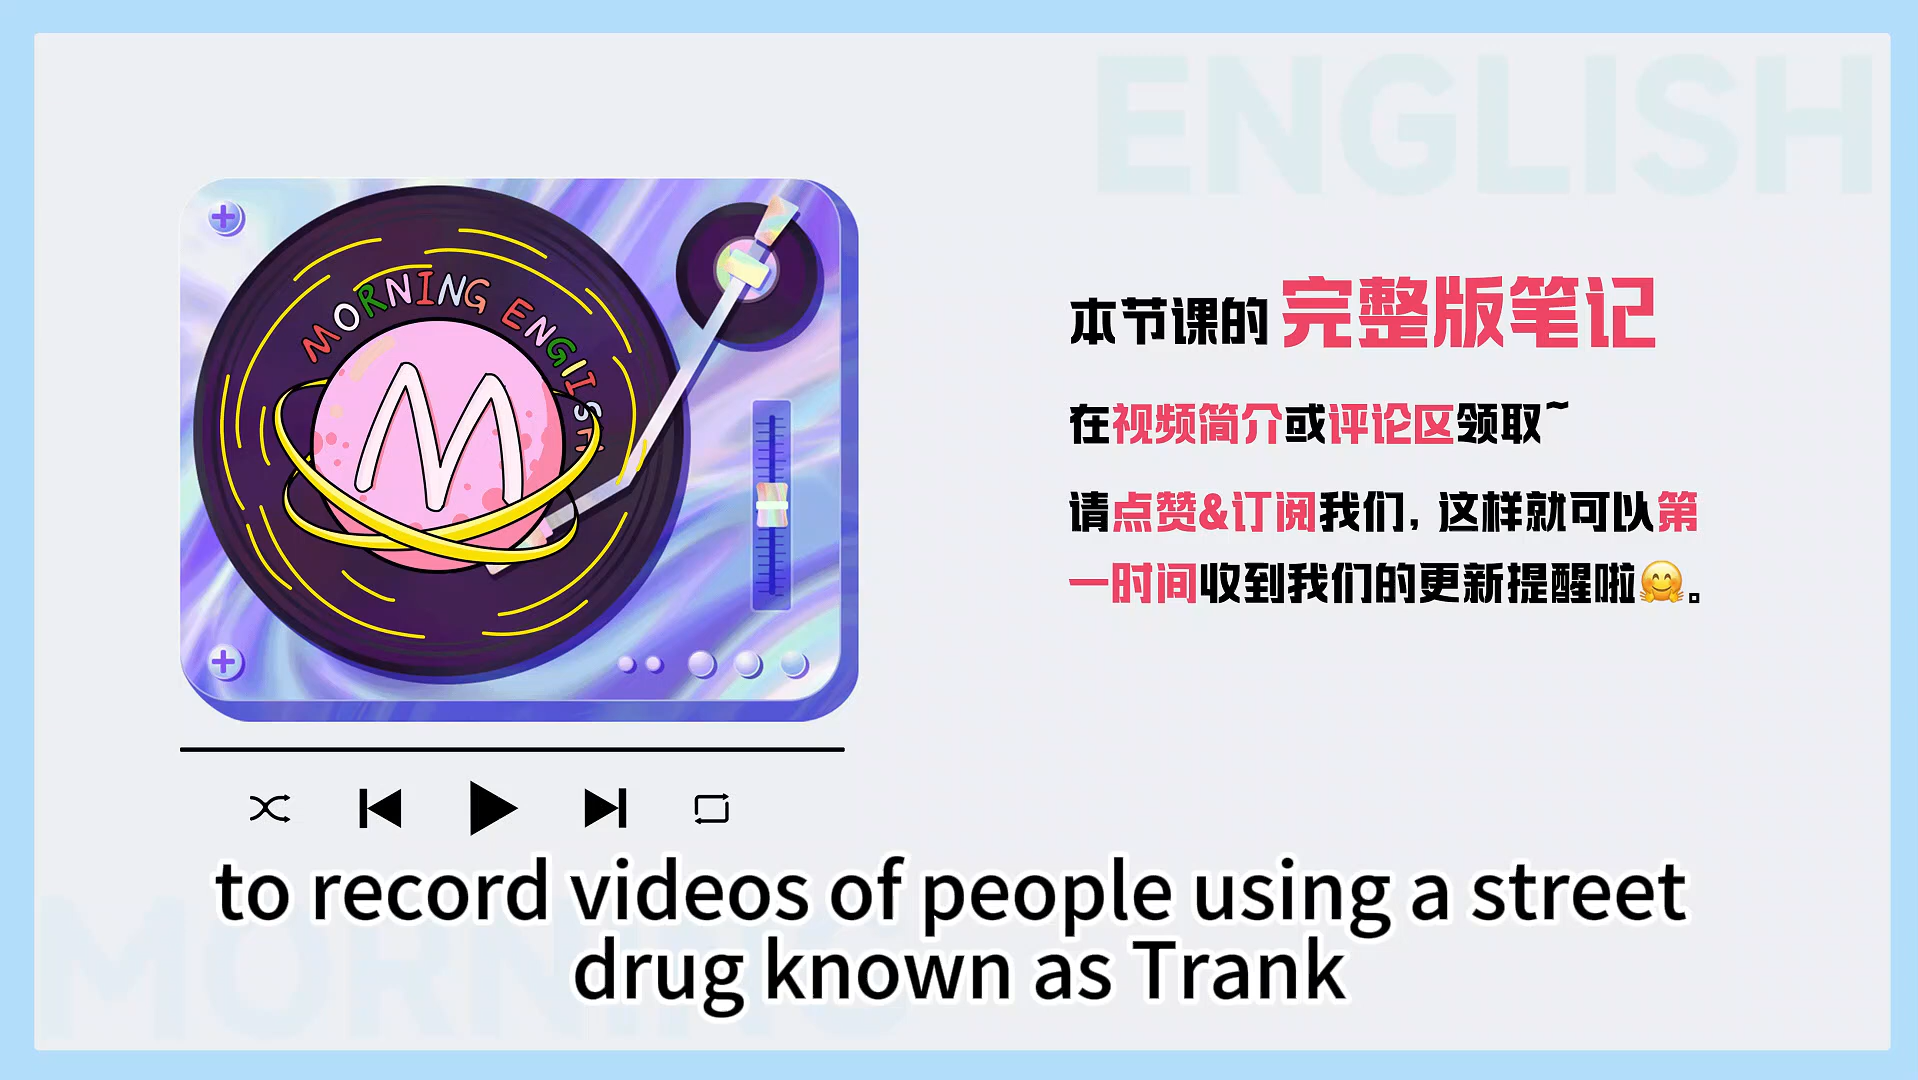 ENGLISH
MORNING ENGLISH
M
本节课的完整版笔记
在视频简介或评论区领取~
请点赞&订阅我们，这样就可以第
一时间收到我们的更新提醒啦🤗。
to record videos of people using a street
drug known as Trank
MORNING